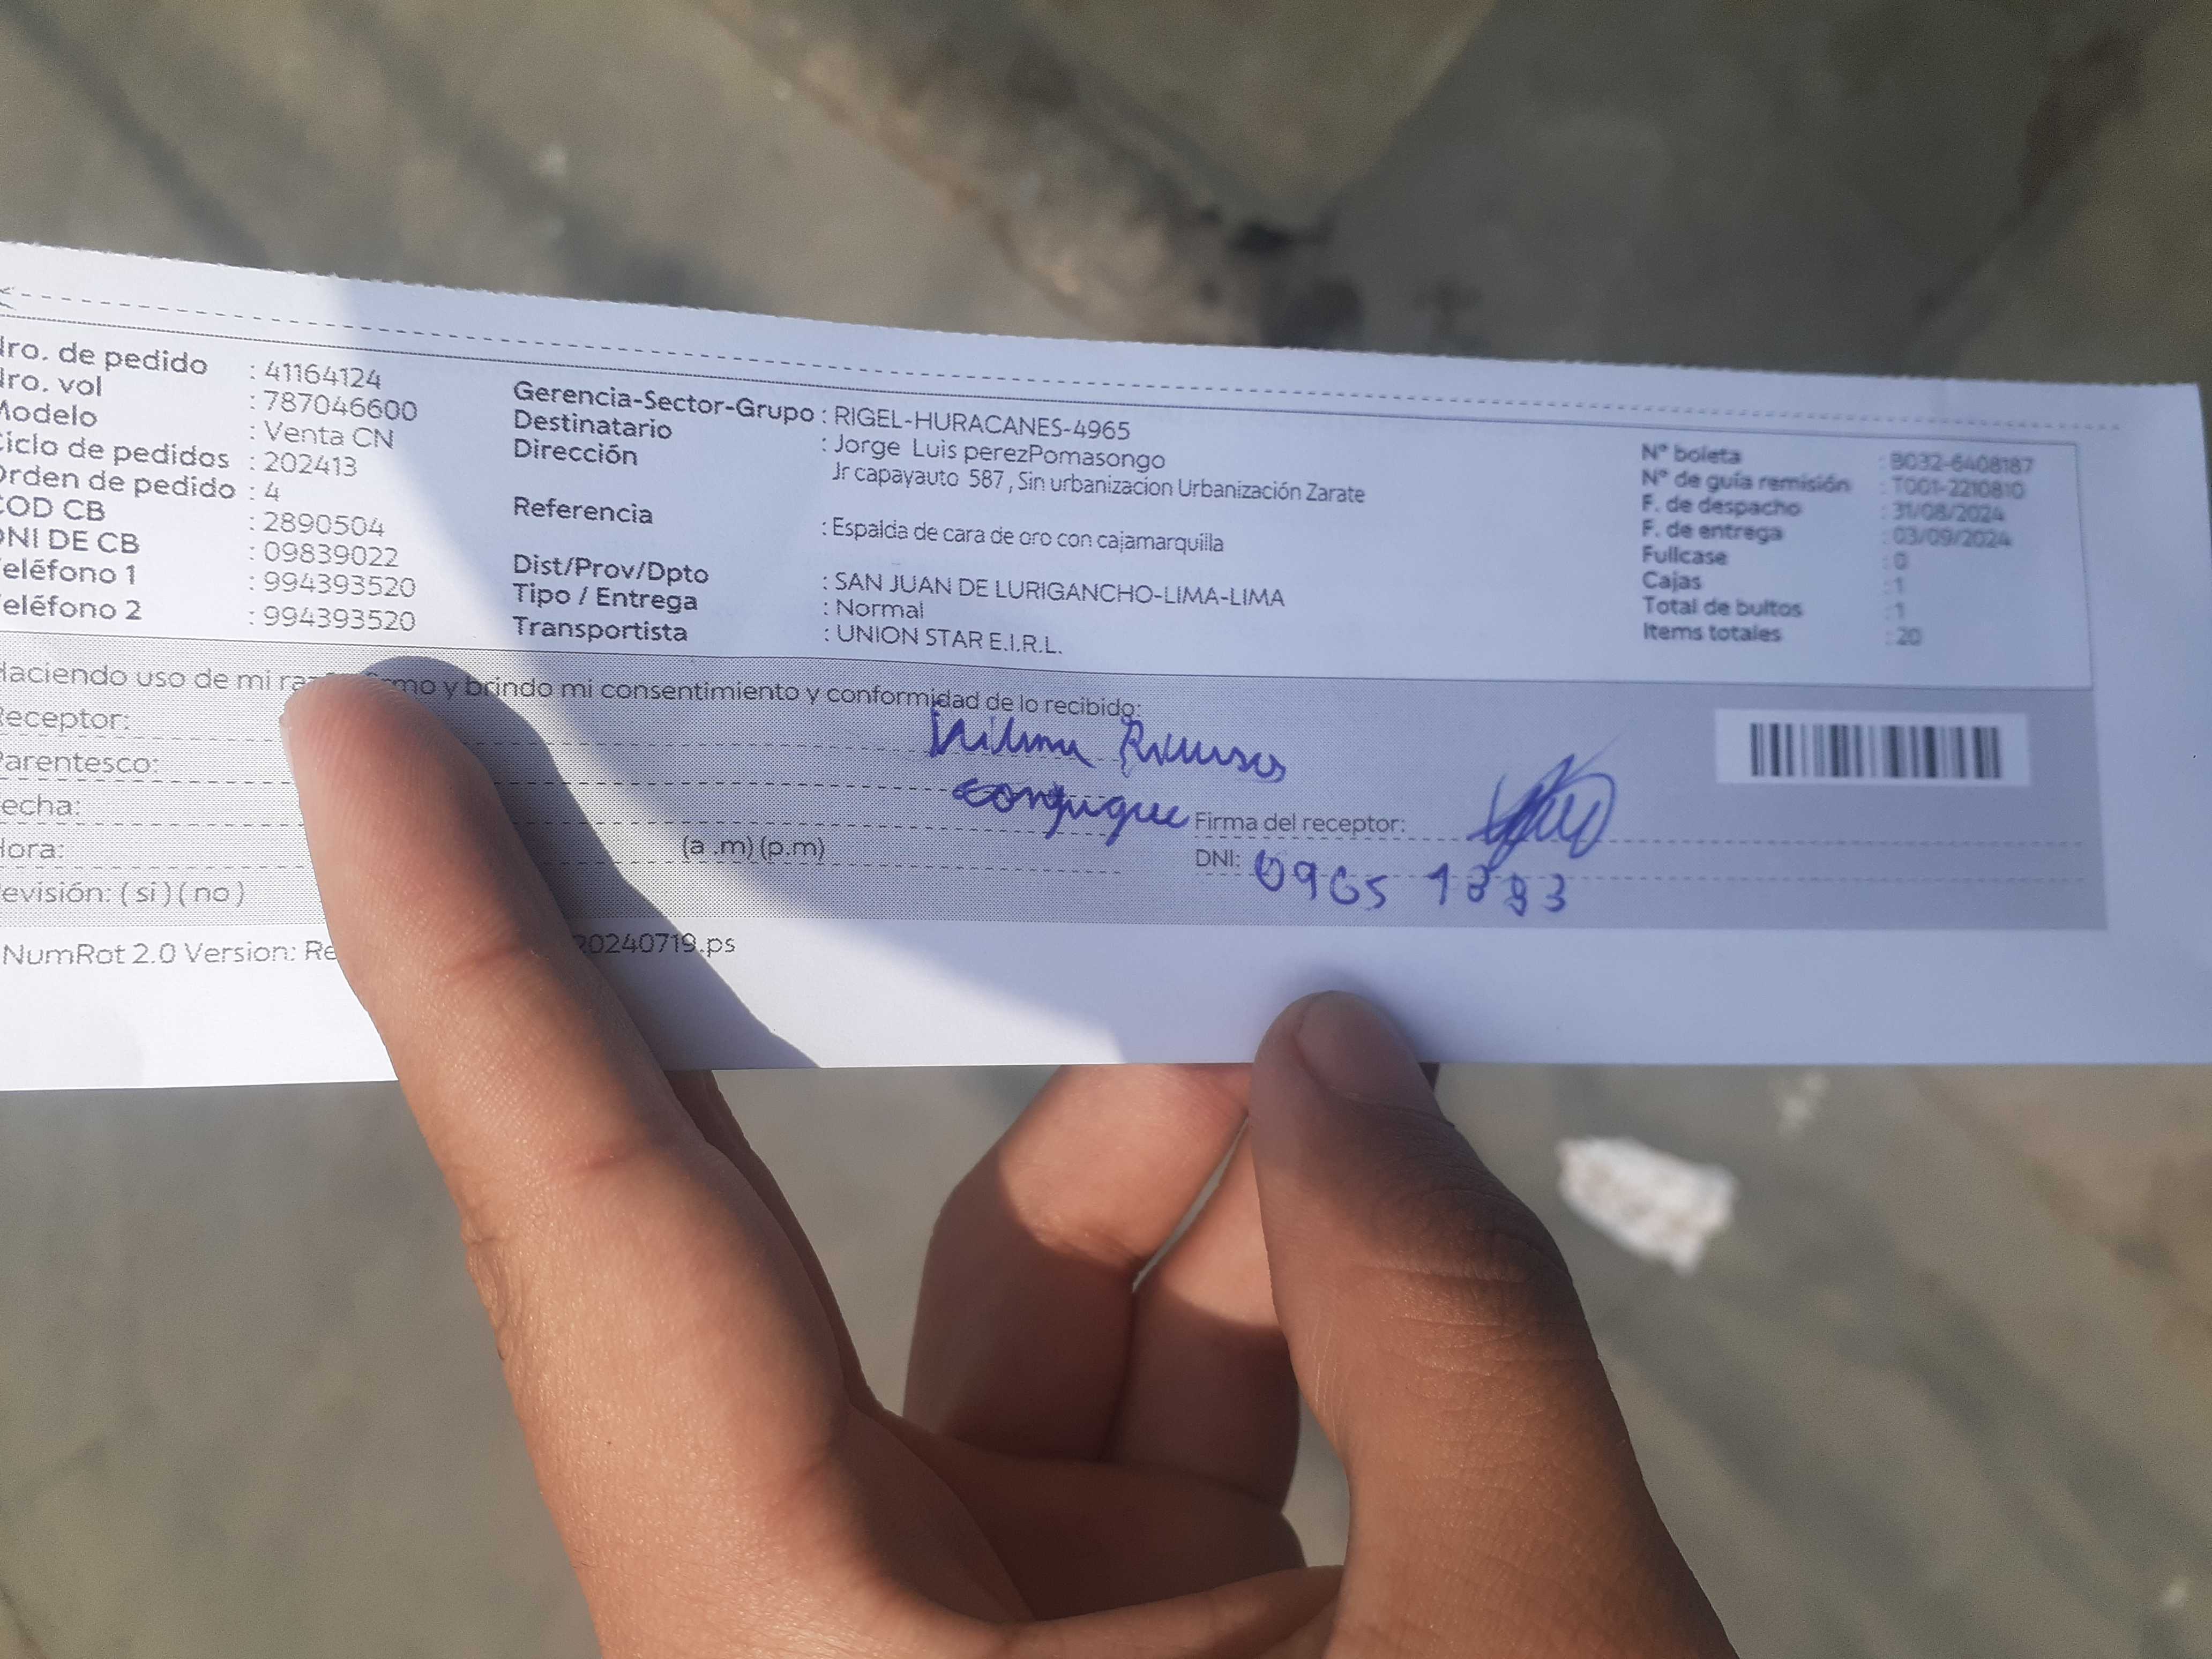 Nro. de pedido : 41164124
Nro. vol : 787046600
Modelo : Venta CN
Ciclo de pedidos : 202413
Orden de pedido : 4
COD CB : 2890504
DNI DE CB : 09839022
Teléfono 1 : 994393520
Teléfono 2 : 994393520
Gerencia-Sector-Grupo : RIGEL-HURACANES-4965
Destinatario : Jorge Luis perezPomasongo
Dirección Jr capayauto 587 , Sin urbanizacion Urbanización Zarate
Referencia : Espalda de cara de oro con cajamarquilla
Dist/Prov/Dpto : SAN JUAN DE LURIGANCHO-LIMA-LIMA
Tipo / Entrega : Normal
Transportista : UNION STAR E.I.R.L.
N° boleta : B032-6408187
N° de guía remisión : T001-2210810
F. de despacho : 31/08/2024
F. de entrega : 03/09/2024
Fullcase : 0
Cajas : 1
Total de bultos : 1
Items totales : 20
Haciendo uso de mi firmo y brindo mi consentimiento y conformidad de lo recibido:
Receptor:
Parentesco:
Fecha:
Hora: (a .m) (p.m)
Revisión: ( si ) ( no )
Firma del receptor:
DNI:
NumRot 2.0 Version: Re 20240719.ps